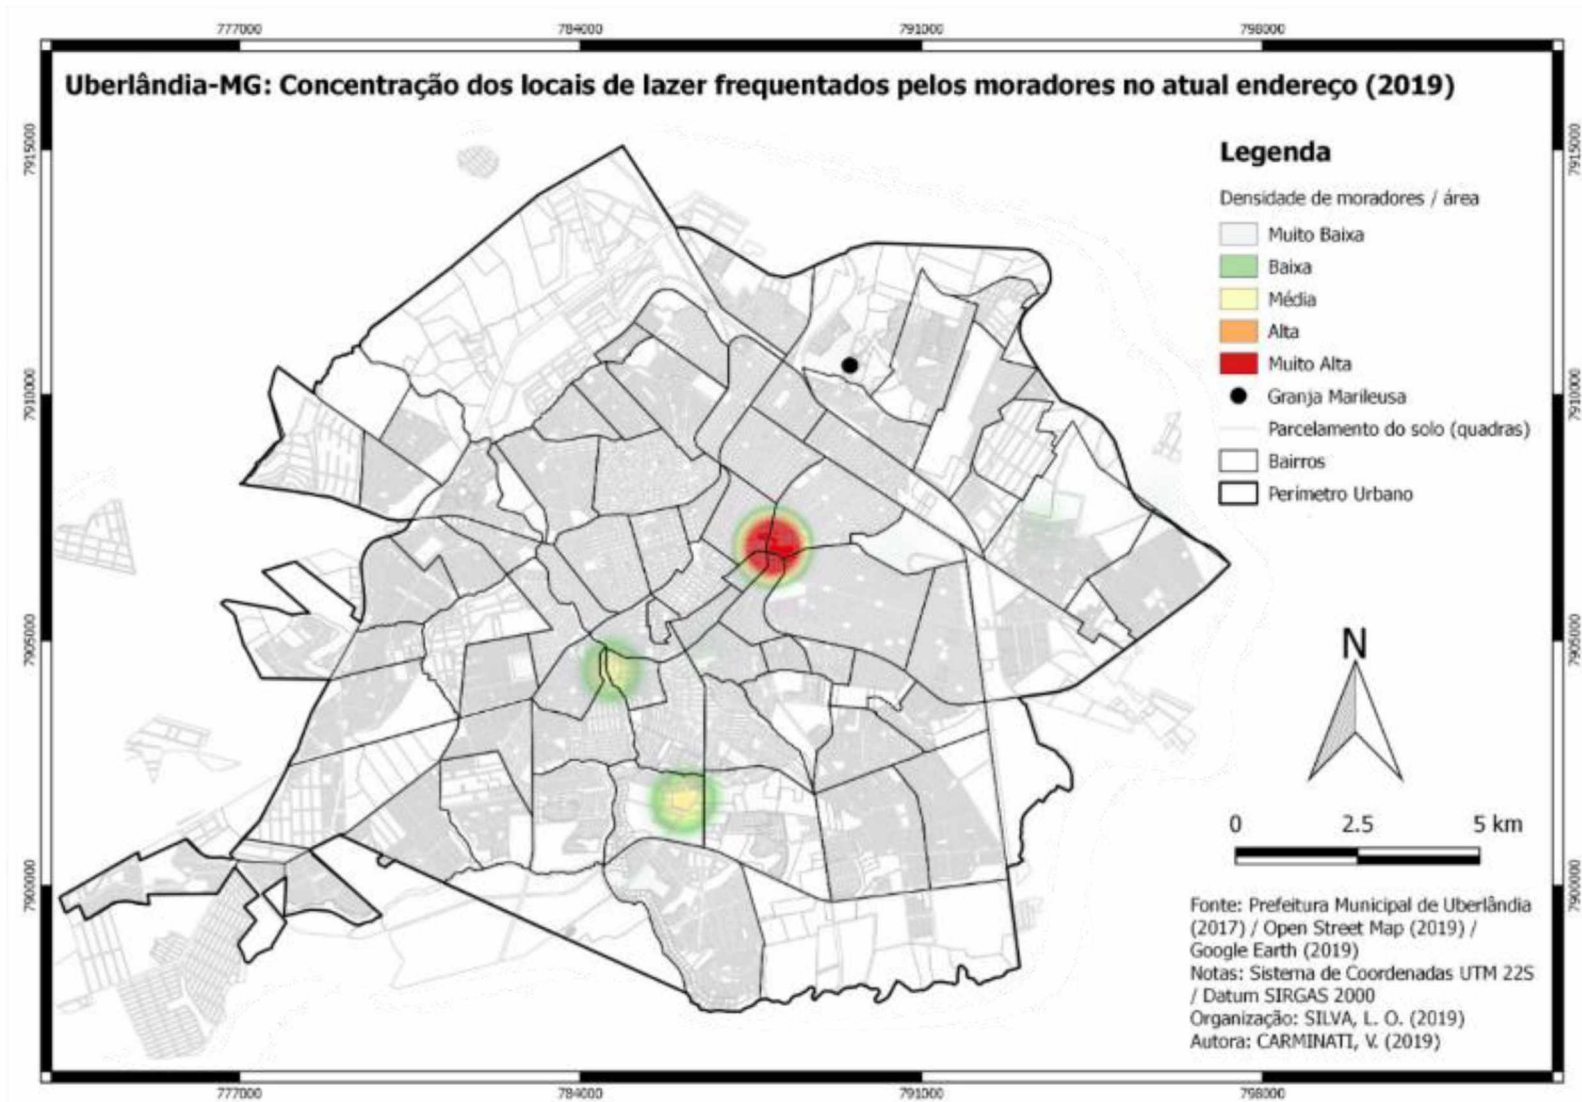 777000 784000 791000 798000
Uberlândia-MG: Concentração dos locais de lazer frequentados pelos moradores no atual endereço (2019)
7915000 7915000
7910000 7910000
7905000 7905000
7900000 7900000
Legenda
Densidade de moradores / área
Muito Baixa
Baixa
Média
Alta
Muito Alta
Granja Marileusa
Parcelamento do solo (quadras)
Bairros
Perímetro Urbano
N
0 2.5 5 km
Fonte: Prefeitura Municipal de Uberlândia
(2017) / Open Street Map (2019) /
Google Earth (2019)
Notas: Sistema de Coordenadas UTM 22S
/ Datum SIRGAS 2000
Organização: SILVA, L. O. (2019)
Autora: CARMINATI, V. (2019)
777000 784000 791000 798000